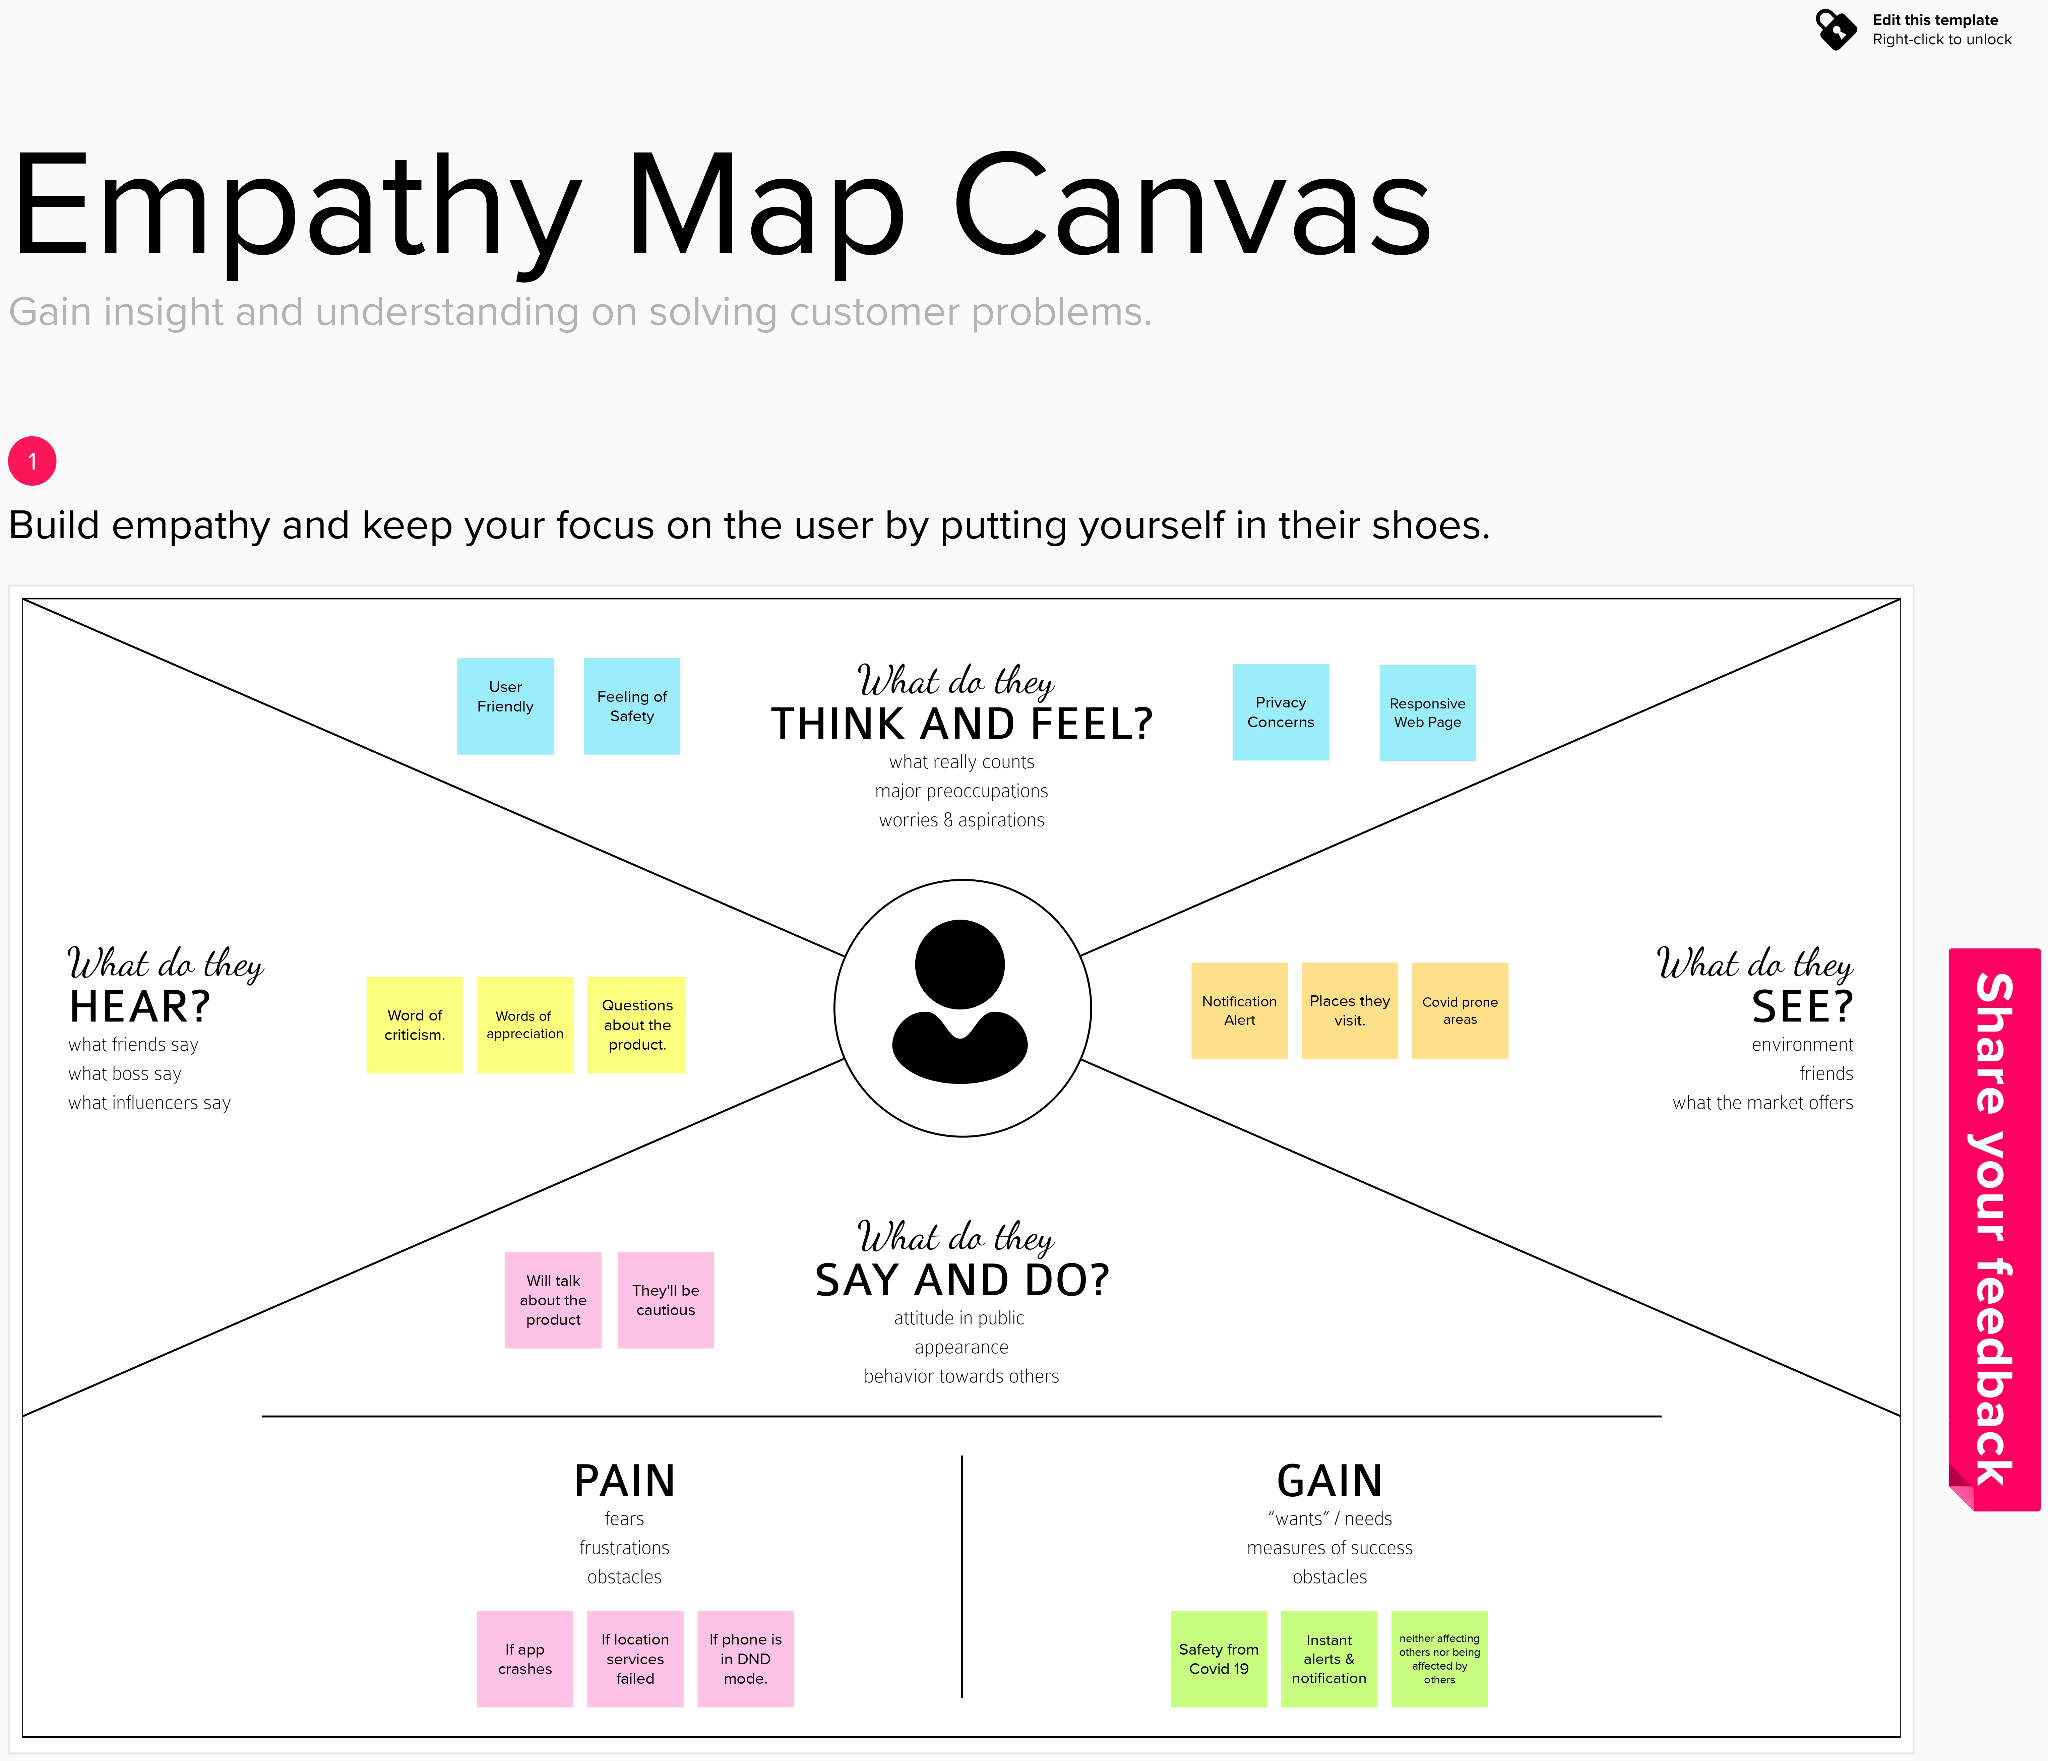 Edit this template
Right-click to unlock
Empathy Map Canvas
Gain insight and understanding on solving customer problems.
1
Build empathy and keep your focus on the user by putting yourself in their shoes.
User
Friendly
Feeling of
Safety
What do they
THINK AND FEEL?
what really counts
major preoccupations
worries & aspirations
Privacy
Concerns
Responsive
Web Page
What do they
HEAR?
what friends say
what boss say
what influencers say
Word of
criticism.
Words of
appreciation
Questions
about the
product.
Notification
Alert
Places they
visit.
Covid prone
areas
What do they
SEE?
environment
friends
what the market offers
Share your feedback
Will talk
about the
product
They'll be
cautious
What do they
SAY AND DO?
attitude in public
appearance
behavior towards others
PAIN
fears
frustrations
obstacles
If app
crashes
If location
services
failed
If phone is
in DND
mode.
GAIN
“wants” / needs
measures of success
obstacles
Safety from
Covid 19
Instant
alerts &
notification
neither affecting
others nor being
affected by
others